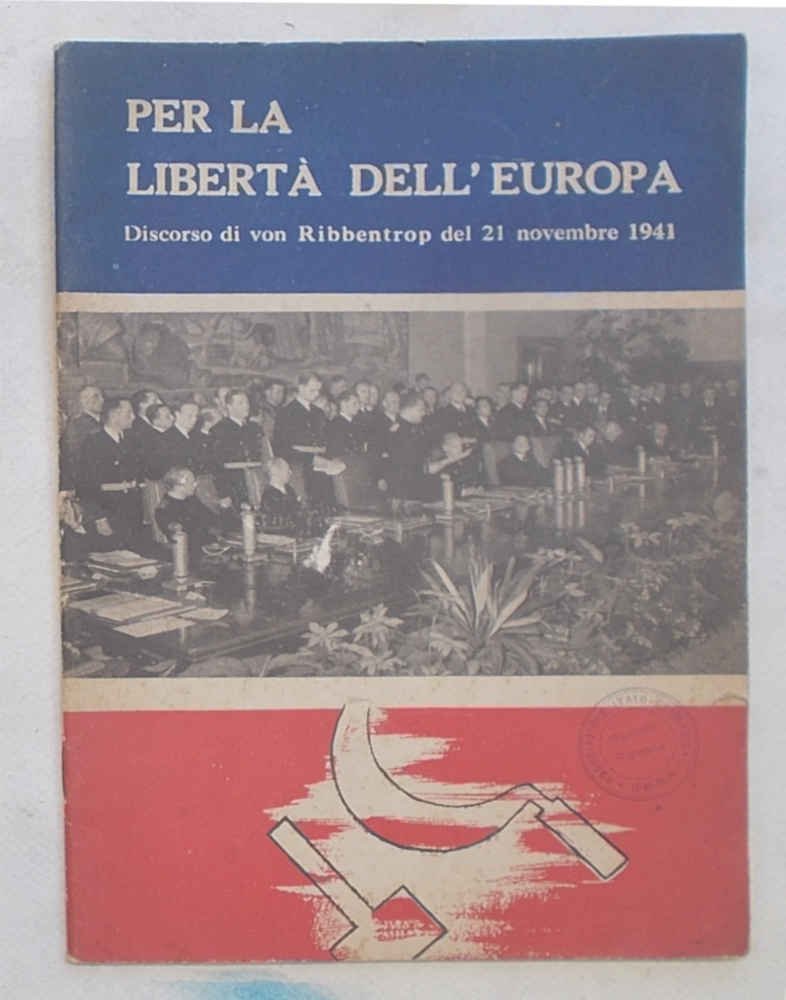 PER LA
LIBERTÀ DELL'EUROPA
Discorso di von Ribbentrop del 21 novembre 1941